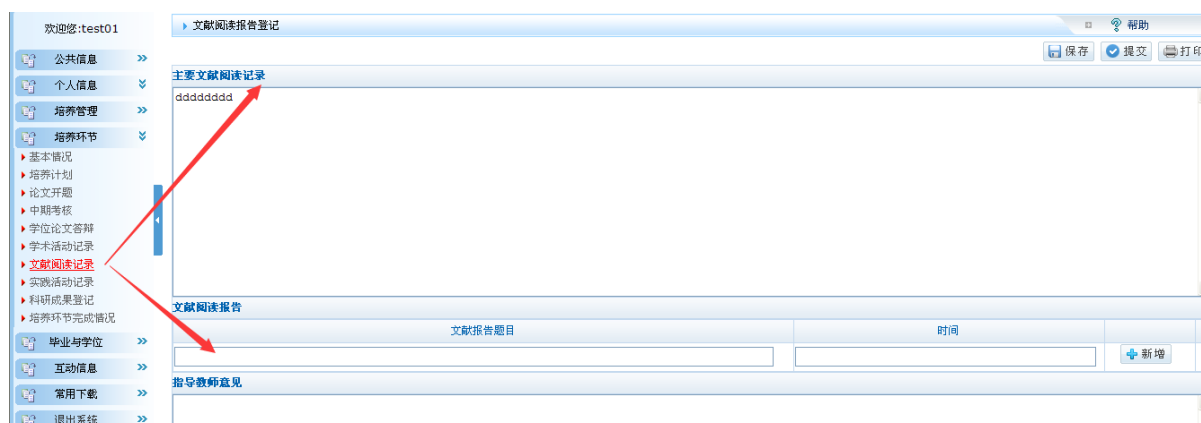 欢迎您:test01
公共信息
个人信息
培养管理
培养环节
基本情况
培养计划
论文开题
中期考核
学位论文答辩
学术活动记录
文献阅读记录
实践活动记录
科研成果登记
培养环节完成情况
毕业与学位
互动信息
常用下载
退出系统
文献阅读报告登记
帮助
保存 提交 打印
主要文献阅读记录
dddddddd
文献阅读报告
文献报告题目 时间
新增
指导教师意见